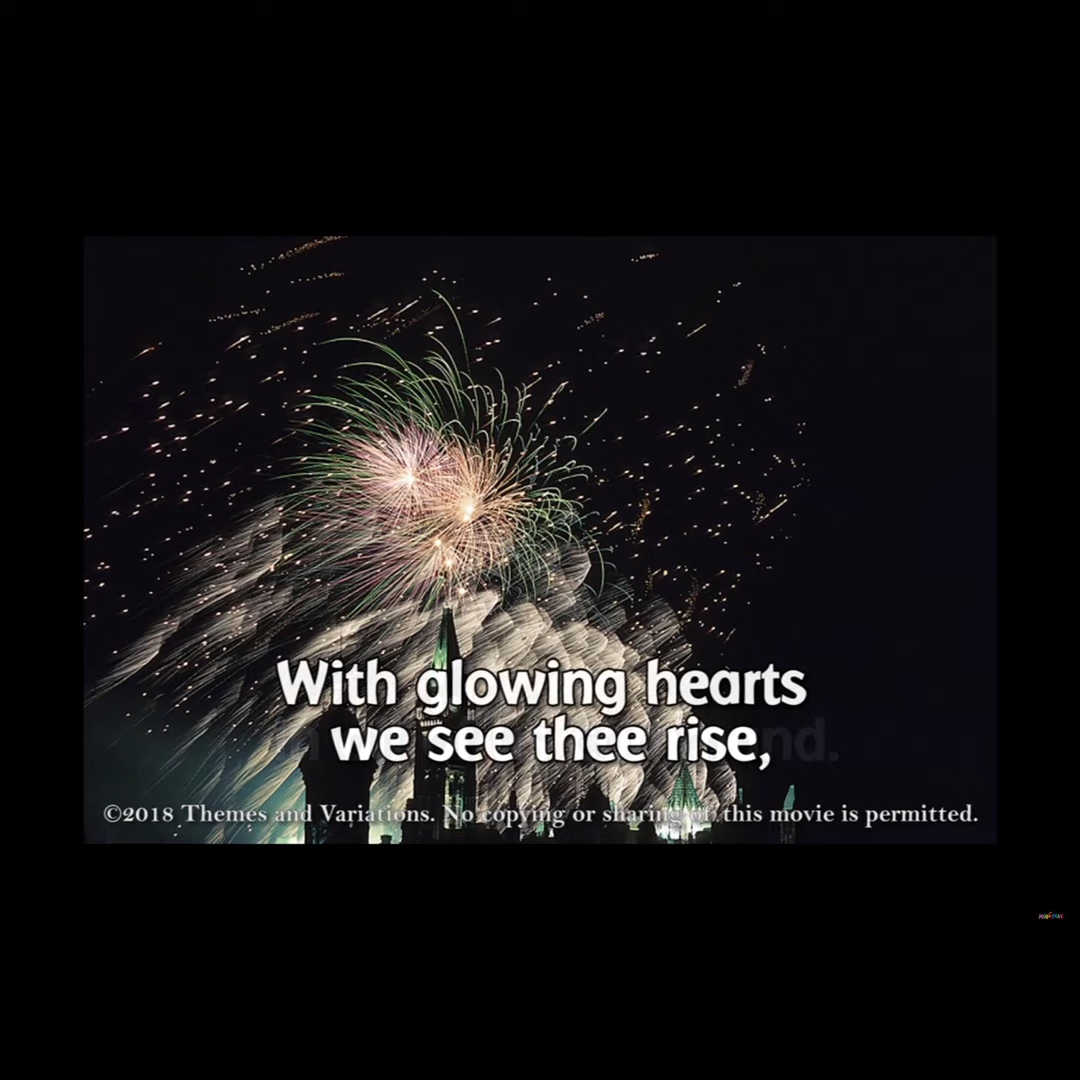 With glowing hearts
we see thee rise,
©2018 Themes and Variations. No copying or sharing of this movie is permitted.